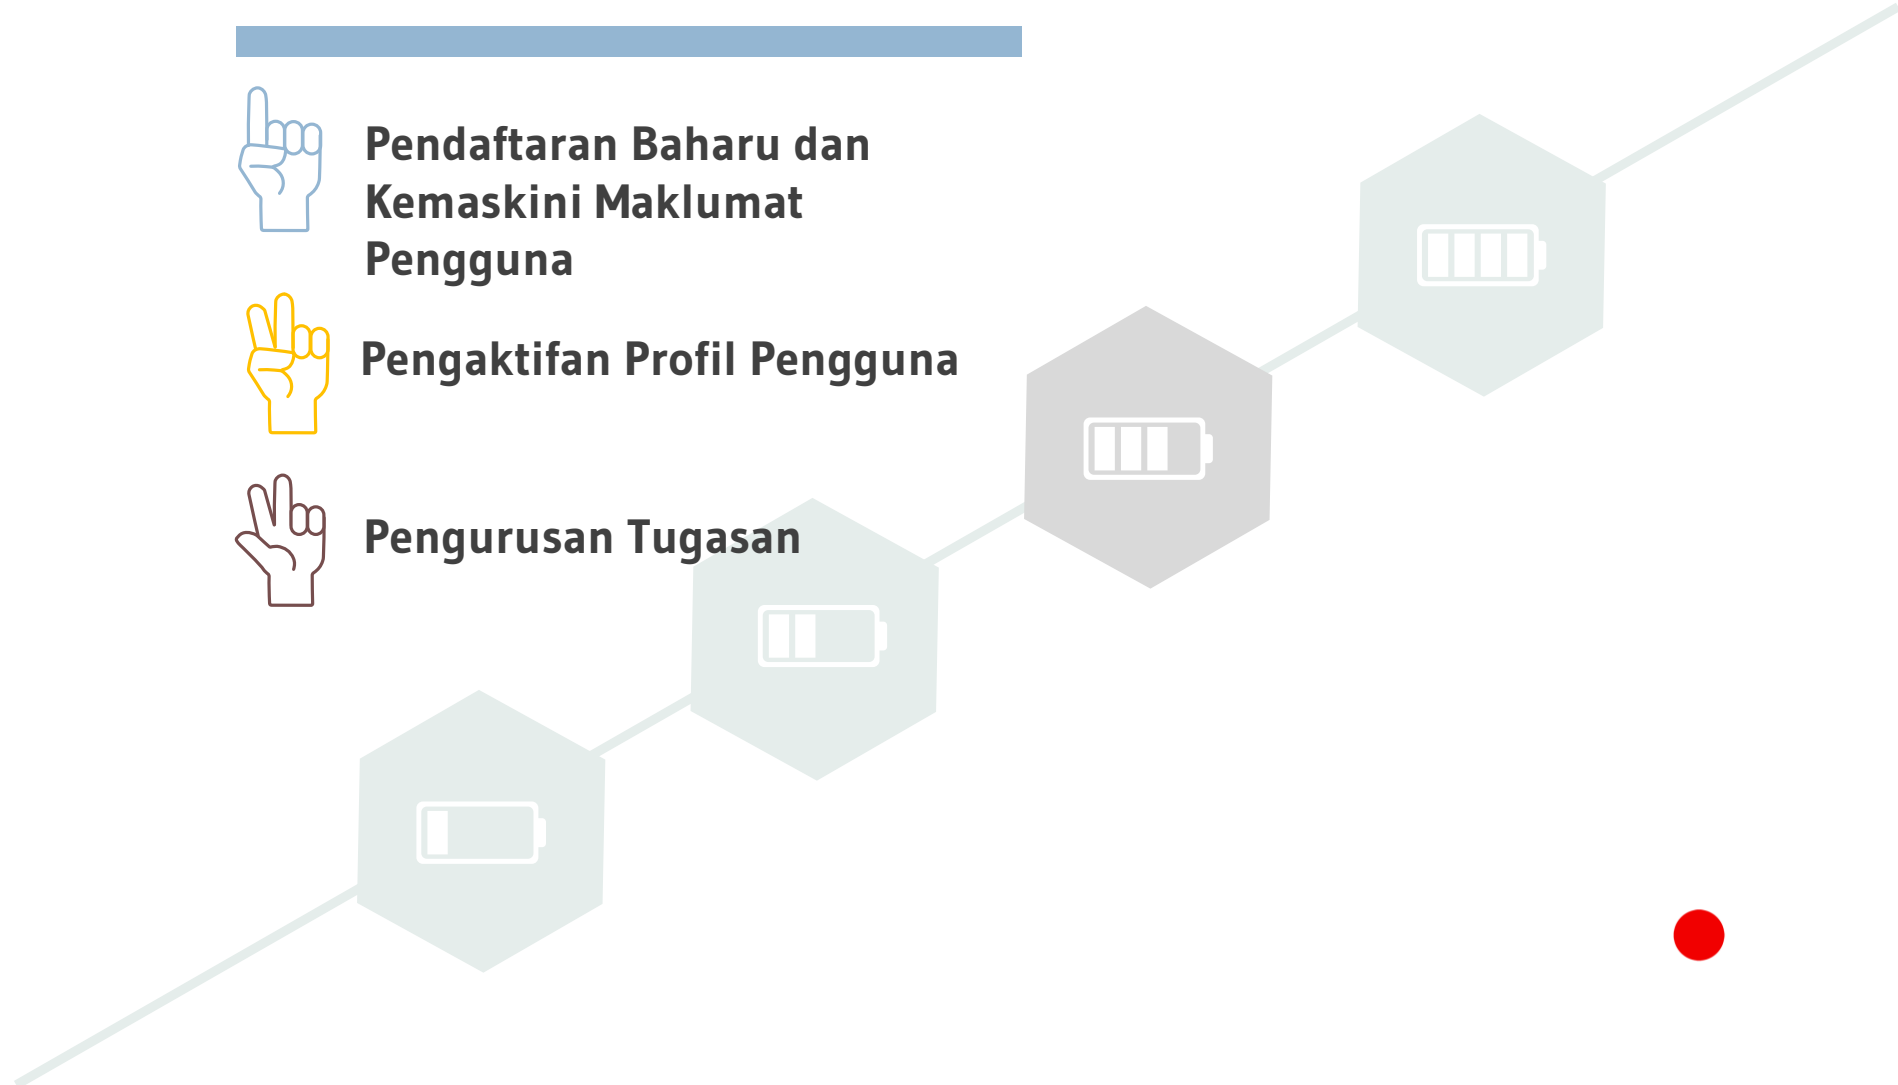 Pendaftaran Baharu dan
Kemaskini Maklumat
Pengguna
Pengaktifan Profil Pengguna
Pengurusan Tugasan